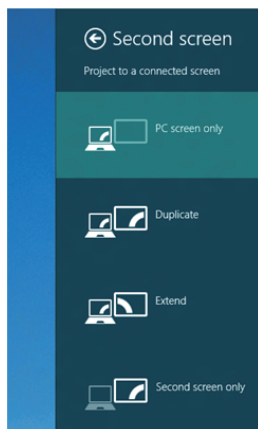 Second screen
Project to a connected screen
PC screen only
Duplicate
Extend
Second screen only